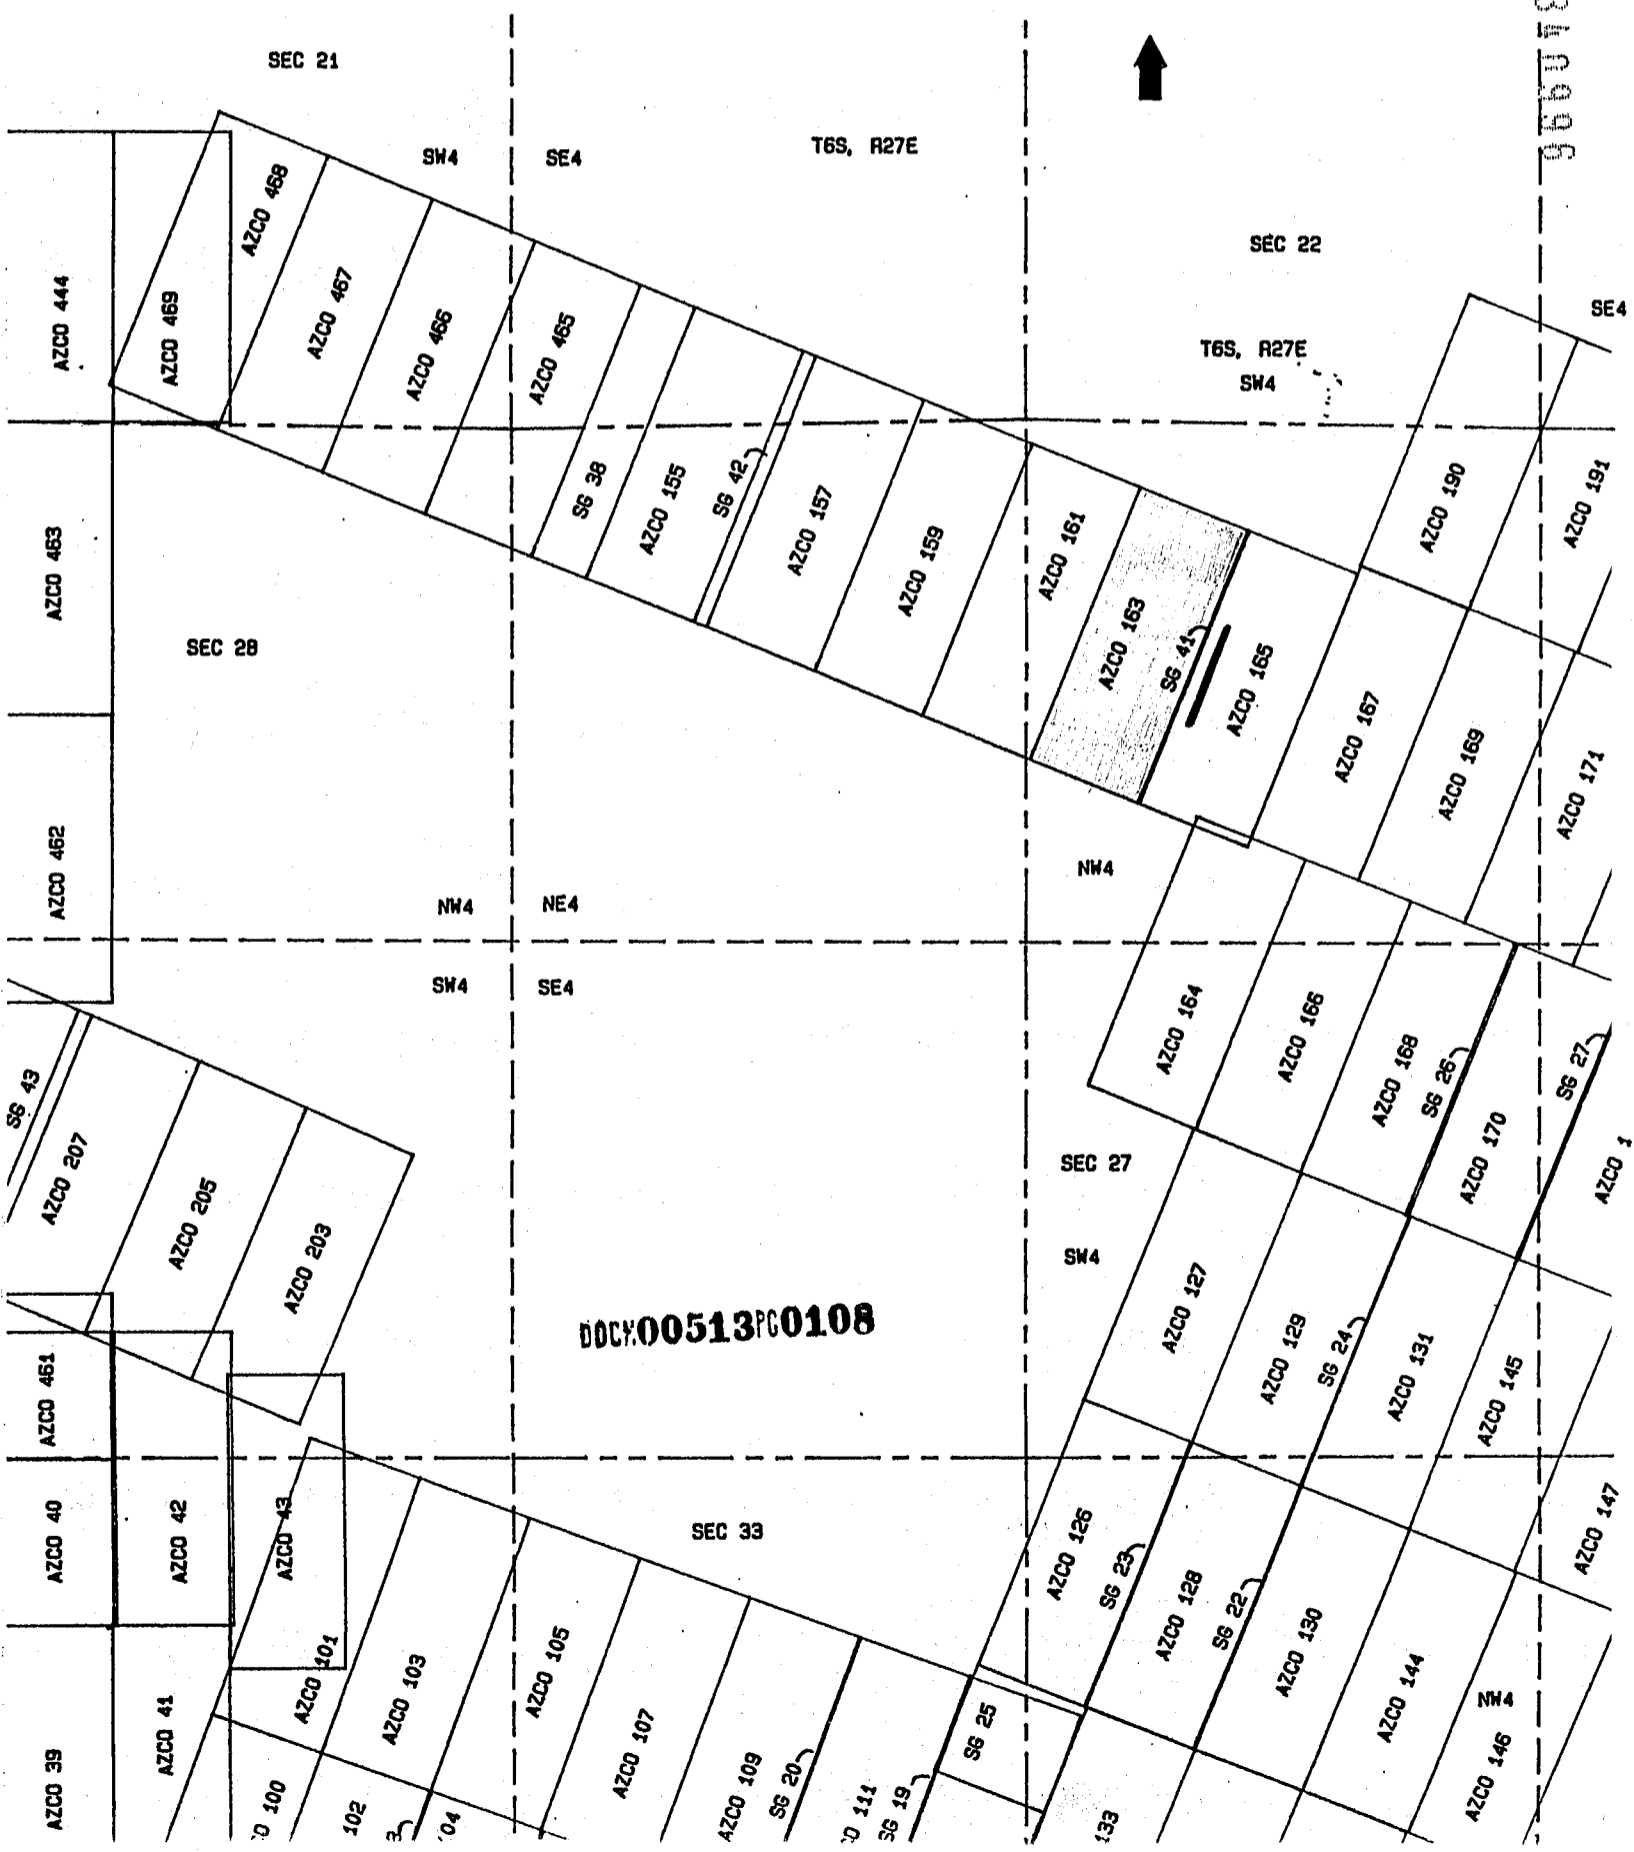 SEC 21
SW4
SE4
T6S, R27E
SEC 22
SE4
T6S, R27E
SW4
AZCO 444
AZCO 469
AZCO 468
AZCO 467
AZCO 466
AZCO 465
SG 38
AZCO 155
SG 42
AZCO 157
AZCO 159
AZCO 161
AZCO 163
SG 41
AZCO 165
AZCO 167
AZCO 169
AZCO 171
AZCO 190
AZCO 191
AZCO 463
SEC 28
AZCO 462
NW4
NE4
NW4
SW4
SE4
AZCO 164
AZCO 166
AZCO 168
SG 26
AZCO 170
SG 27
AZCO 1
SG 43
AZCO 207
AZCO 205
AZCO 203
SEC 27
SW4
AZCO 127
AZCO 129
SG 24
AZCO 131
AZCO 145
DOCK00513PG0108
AZCO 461
AZCO 40
AZCO 42
AZCO 43
SEC 33
AZCO 126
SG 23
AZCO 128
SG 22
AZCO 130
AZCO 144
NW4
AZCO 146
AZCO 147
AZCO 39
AZCO 41
AZCO 101
AZCO 103
AZCO 105
AZCO 107
AZCO 109
SG 20
O 111
SG 19
SG 25
O 100
102
3
04
133